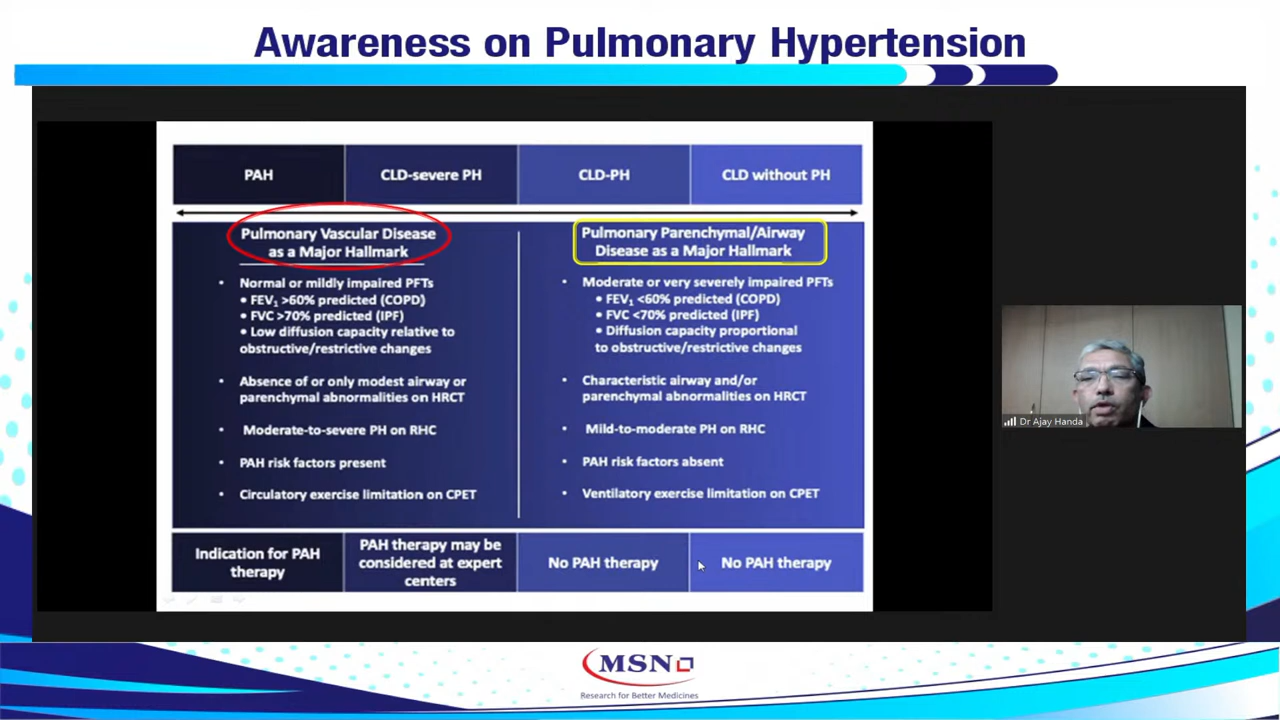 Awareness on Pulmonary Hypertension
PAH
CLD-severe PH
CLD-PH
CLD without PH
Pulmonary Vascular Disease
as a Major Hallmark
• Normal or mildly impaired PFTs
• FEV₁ >60% predicted (COPD)
• FVC >70% predicted (IPF)
• Low diffusion capacity relative to
obstructive/restrictive changes
• Absence of or only modest airway or
parenchymal abnormalities on HRCT
• Moderate-to-severe PH on RHC
• PAH risk factors present
• Circulatory exercise limitation on CPET
Pulmonary Parenchymal/Airway
Disease as a Major Hallmark
• Moderate or very severely impaired PFTs
• FEV₁ <60% predicted (COPD)
• FVC <70% predicted (IPF)
• Diffusion capacity proportional
to obstructive/restrictive changes
• Characteristic airway and/or
parenchymal abnormalities on HRCT
• Mild-to-moderate PH on RHC
• PAH risk factors absent
• Ventilatory exercise limitation on CPET
Indication for PAH
therapy
PAH therapy may be
considered at expert
centers
No PAH therapy
No PAH therapy
Dr Ajay Handa
MSN
Research for Better Medicines